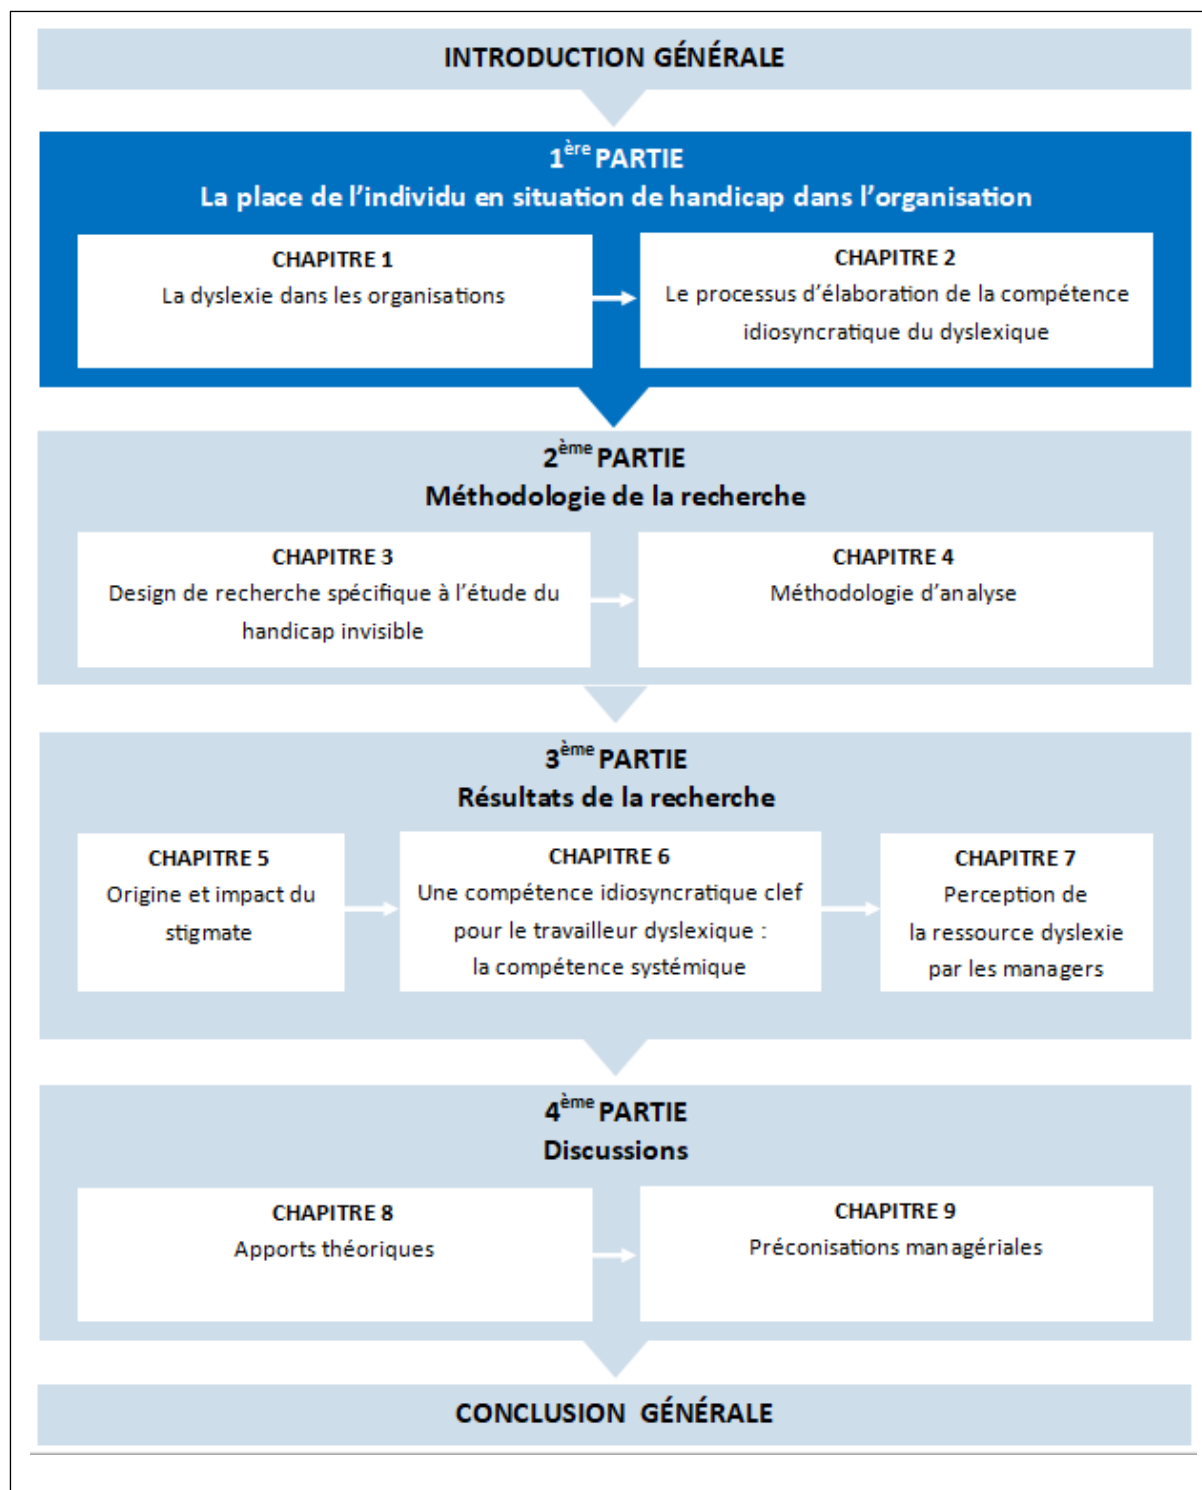 INTRODUCTION GÉNÉRALE
1ère PARTIE
La place de l’individu en situation de handicap dans l’organisation
CHAPITRE 1
La dyslexie dans les organisations
CHAPITRE 2
Le processus d’élaboration de la compétence
idiosyncratique du dyslexique
2ème PARTIE
Méthodologie de la recherche
CHAPITRE 3
Design de recherche spécifique à l’étude du
handicap invisible
CHAPITRE 4
Méthodologie d’analyse
3ème PARTIE
Résultats de la recherche
CHAPITRE 5
Origine et impact du
stigmate
CHAPITRE 6
Une compétence idiosyncratique clef
pour le travailleur dyslexique :
la compétence systémique
CHAPITRE 7
Perception de
la ressource dyslexie
par les managers
4ème PARTIE
Discussions
CHAPITRE 8
Apports théoriques
CHAPITRE 9
Préconisations managériales
CONCLUSION GÉNÉRALE